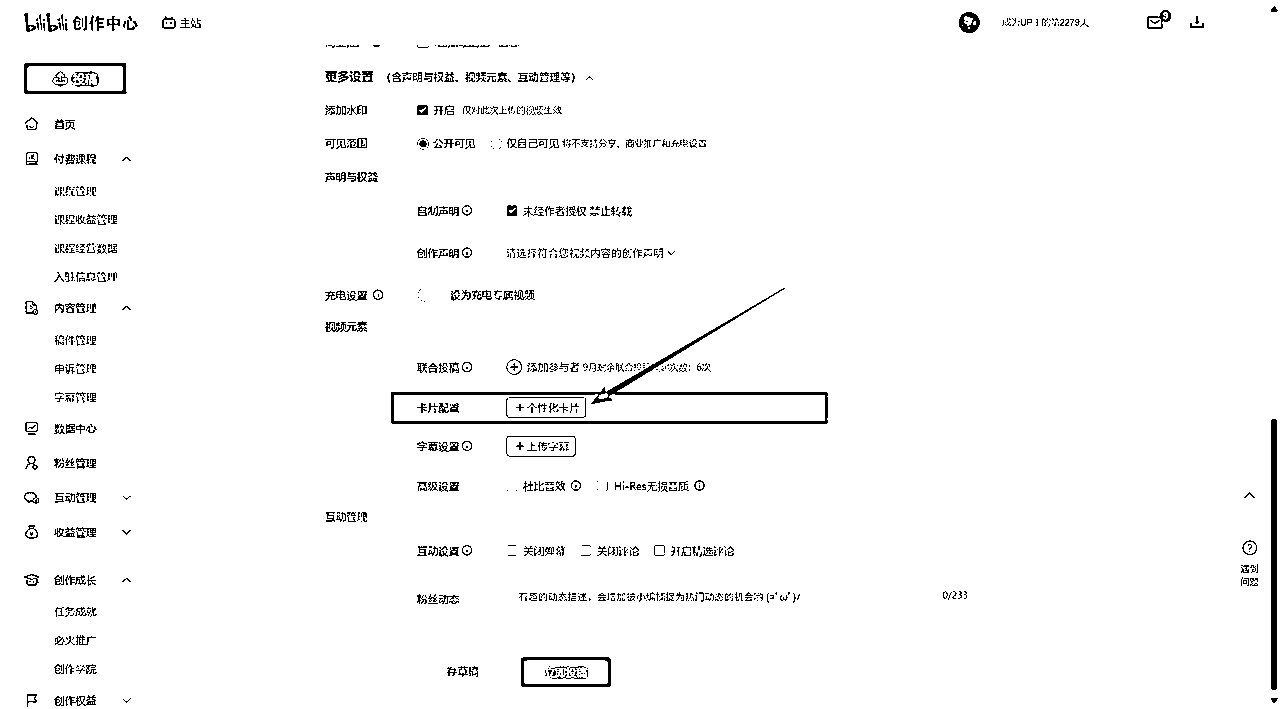 bilibili 创作中心 主站
成为UP主的第2279人
投稿
首页
付费课程
课程管理
课程收益管理
课程经营数据
入驻信息管理
内容管理
稿件管理
申诉管理
字幕管理
数据中心
粉丝管理
互动管理
收益管理
创作成长
任务成就
必火推广
创作学院
创作权益
更多设置 (含声明与权益、视频元素、互动管理等)
添加水印 开启 仅对此次上传的视频生效
可见范围 公开可见 仅自己可见 将不支持分享、商业推广和充电设置
声明与权益
自制声明 未经作者授权 禁止转载
创作声明 请选择符合您视频内容的创作声明
充电设置 设为充电专属视频
视频元素
联合投稿 添加参与者 9月剩余联合投稿 次数：6次
卡片配置 + 个性化卡片
字幕设置 + 上传字幕
高级设置 杜比音效 Hi-Res无损音质
互动管理
互动设置 关闭弹幕 关闭评论 开启精选评论
粉丝动态 有趣的动态描述，会增加被小编精选为热门动态的机会哟 0/233
存草稿 立即投稿
遇到
问题